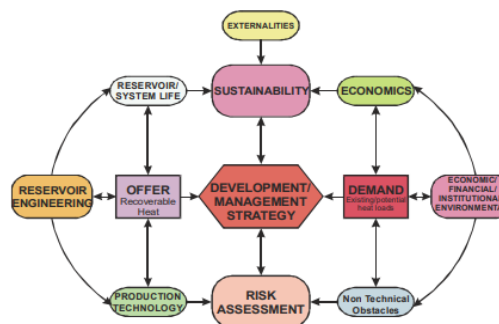 EXTERNALITIES
RESERVOIR/
SYSTEM LIFE
SUSTAINABILITY
ECONOMICS
RESERVOIR
ENGINEERING
OFFER
Recoverable
Heat
DEVELOPMENT/
MANAGEMENT
STRATEGY
DEMAND
Existing/potential
heat loads
ECONOMIC/
FINANCIAL/
INSTITUTIONAL/
ENVIRONMENTAL
PRODUCTION
TECHNOLOGY
RISK
ASSESSMENT
Non Technical
Obstacles